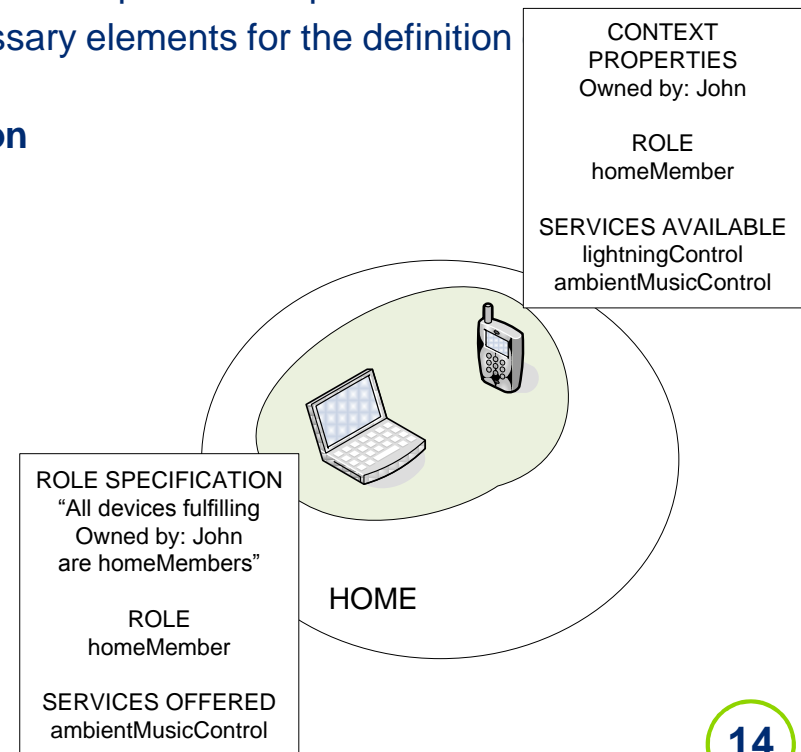 ssary elements for the definition
on
CONTEXT
PROPERTIES
Owned by: John
ROLE
homeMember
SERVICES AVAILABLE
lightningControl
ambientMusicControl
ROLE SPECIFICATION
“All devices fulfilling
Owned by: John
are homeMembers”
ROLE
homeMember
SERVICES OFFERED
ambientMusicControl
HOME
14